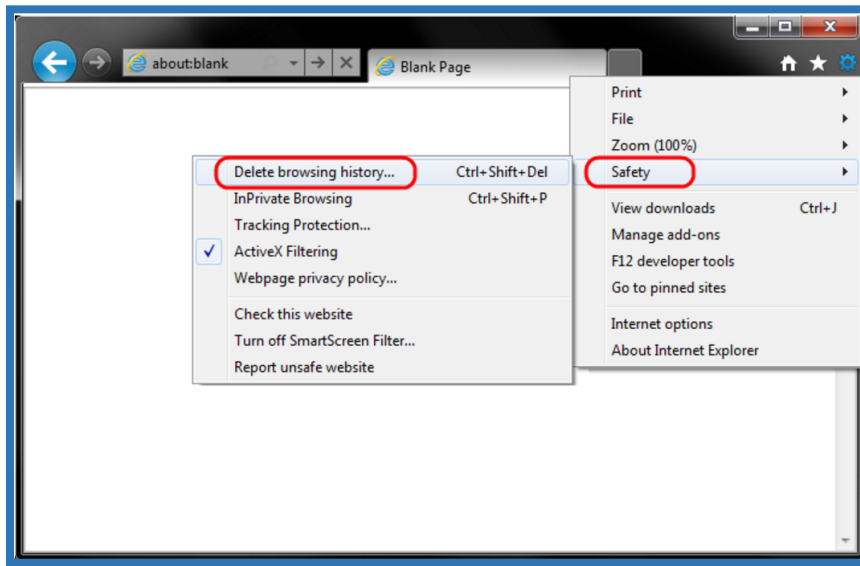 about:blank
Blank Page
Print
File
Zoom (100%)
Safety
View downloads Ctrl+J
Manage add-ons
F12 developer tools
Go to pinned sites
Internet options
About Internet Explorer
Delete browsing history... Ctrl+Shift+Del
InPrivate Browsing Ctrl+Shift+P
Tracking Protection...
ActiveX Filtering
Webpage privacy policy...
Check this website
Turn off SmartScreen Filter...
Report unsafe website